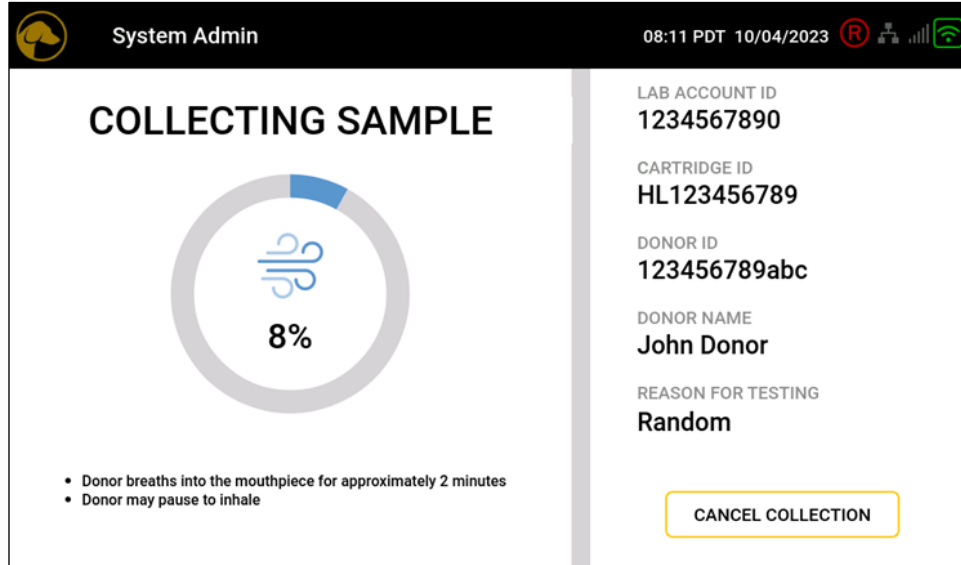 System Admin
08:11 PDT 10/04/2023 R
COLLECTING SAMPLE
8%
• Donor breaths into the mouthpiece for approximately 2 minutes
• Donor may pause to inhale
LAB ACCOUNT ID
1234567890
CARTRIDGE ID
HL123456789
DONOR ID
123456789abc
DONOR NAME
John Donor
REASON FOR TESTING
Random
CANCEL COLLECTION